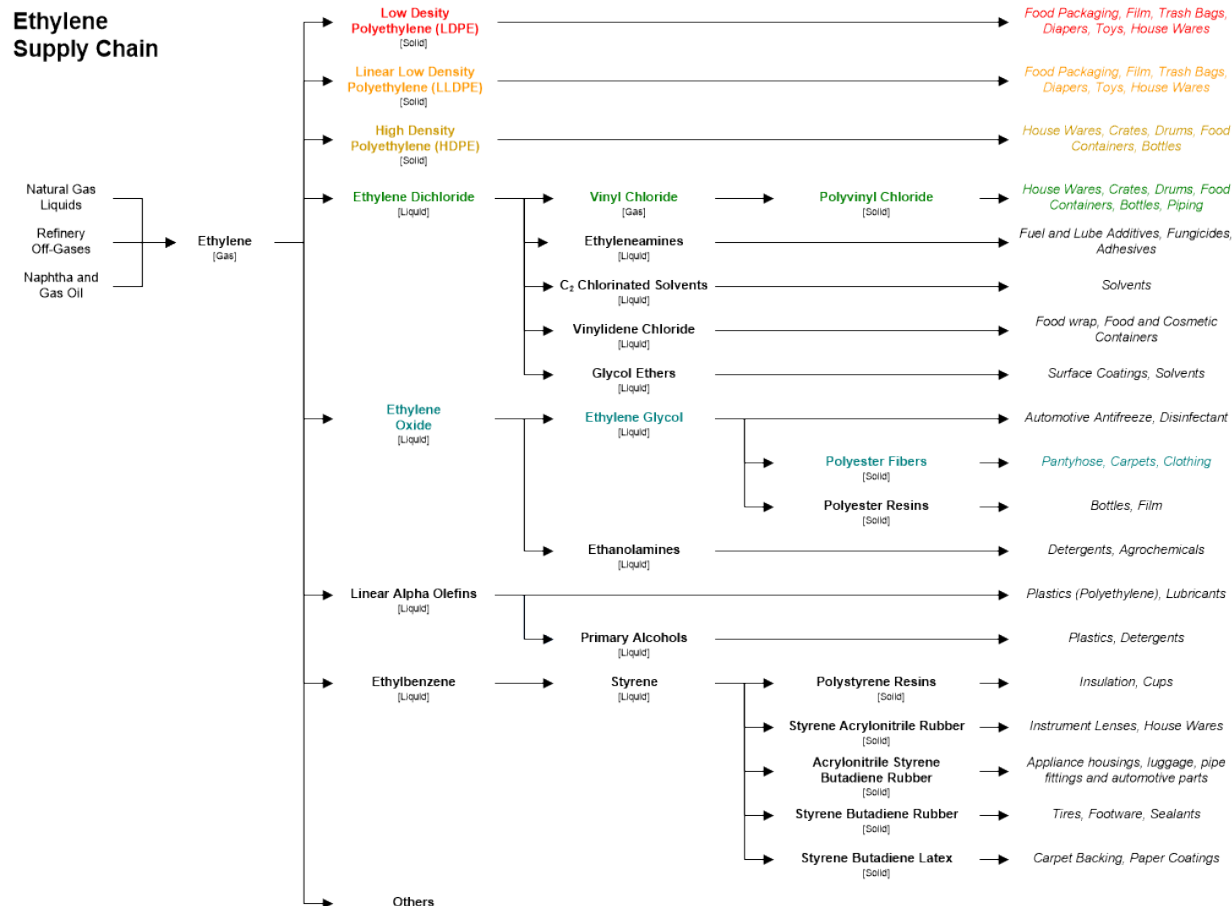 Ethylene
Supply Chain
Low Desity
Polyethylene (LDPE)
[Solid]
Food Packaging, Film, Trash Bags,
Diapers, Toys, House Wares
Linear Low Density
Polyethylene (LLDPE)
[Solid]
Food Packaging, Film, Trash Bags,
Diapers, Toys, House Wares
High Density
Polyethylene (HDPE)
[Solid]
House Wares, Crates, Drums, Food
Containers, Bottles
Natural Gas
Liquids
Refinery
Off-Gases
Naphtha and
Gas Oil
Ethylene
[Gas]
Ethylene Dichloride
[Liquid]
Vinyl Chloride
[Gas]
Polyvinyl Chloride
[Solid]
House Wares, Crates, Drums, Food
Containers, Bottles, Piping
Ethyleneamines
[Liquid]
Fuel and Lube Additives, Fungicides,
Adhesives
C₂ Chlorinated Solvents
[Liquid]
Solvents
Vinylidene Chloride
[Liquid]
Food wrap, Food and Cosmetic
Containers
Glycol Ethers
[Liquid]
Surface Coatings, Solvents
Ethylene
Oxide
[Liquid]
Ethylene Glycol
[Liquid]
Automotive Antifreeze, Disinfectant
Polyester Fibers
[Solid]
Pantyhose, Carpets, Clothing
Polyester Resins
[Solid]
Bottles, Film
Ethanolamines
[Liquid]
Detergents, Agrochemicals
Linear Alpha Olefins
[Liquid]
Plastics (Polyethylene), Lubricants
Primary Alcohols
[Liquid]
Plastics, Detergents
Ethylbenzene
[Liquid]
Styrene
[Liquid]
Polystyrene Resins
[Solid]
Insulation, Cups
Styrene Acrylonitrile Rubber
[Solid]
Instrument Lenses, House Wares
Acrylonitrile Styrene
Butadiene Rubber
[Solid]
Appliance housings, luggage, pipe
fittings and automotive parts
Styrene Butadiene Rubber
[Solid]
Tires, Footware, Sealants
Styrene Butadiene Latex
[Solid]
Carpet Backing, Paper Coatings
Others